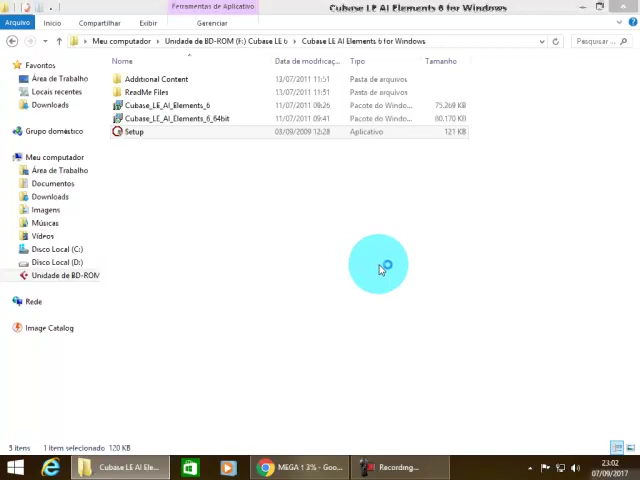 Ferramentas de Aplicativo
Cubase LE AI Elements 6 for Windows
Arquivo Início Compartilhar Exibir Gerenciar
Meu computador Unidade de BD-ROM (F:) Cubase LE 6 Cubase LE AI Elements 6 for Windows Pesquisar ...
Nome Data de modificaç... Tipo Tamanho
Favoritos
Área de Trabalho
Locais recentes
Downloads
Grupo doméstico
Meu computador
Área de Trabalho
Documentos
Downloads
Imagens
Músicas
Vídeos
Disco Local (C:)
Disco Local (D:)
Unidade de BD-ROM
Rede
Image Catalog
Additional Content 13/07/2011 11:51 Pasta de arquivos
ReadMe Files 13/07/2011 11:51 Pasta de arquivos
Cubase_LE_AI_Elements_6 11/07/2011 09:26 Pacote do Windo... 75.269 KB
Cubase_LE_AI_Elements_6_64bit 11/07/2011 09:41 Pacote do Windo... 80.170 KB
Setup 03/09/2009 12:28 Aplicativo 121 KB
5 itens 1 item selecionado 120 KB
Cubase LE AI Ele... MEGA 13% - Goo... Recording...
23:02
07/09/2017